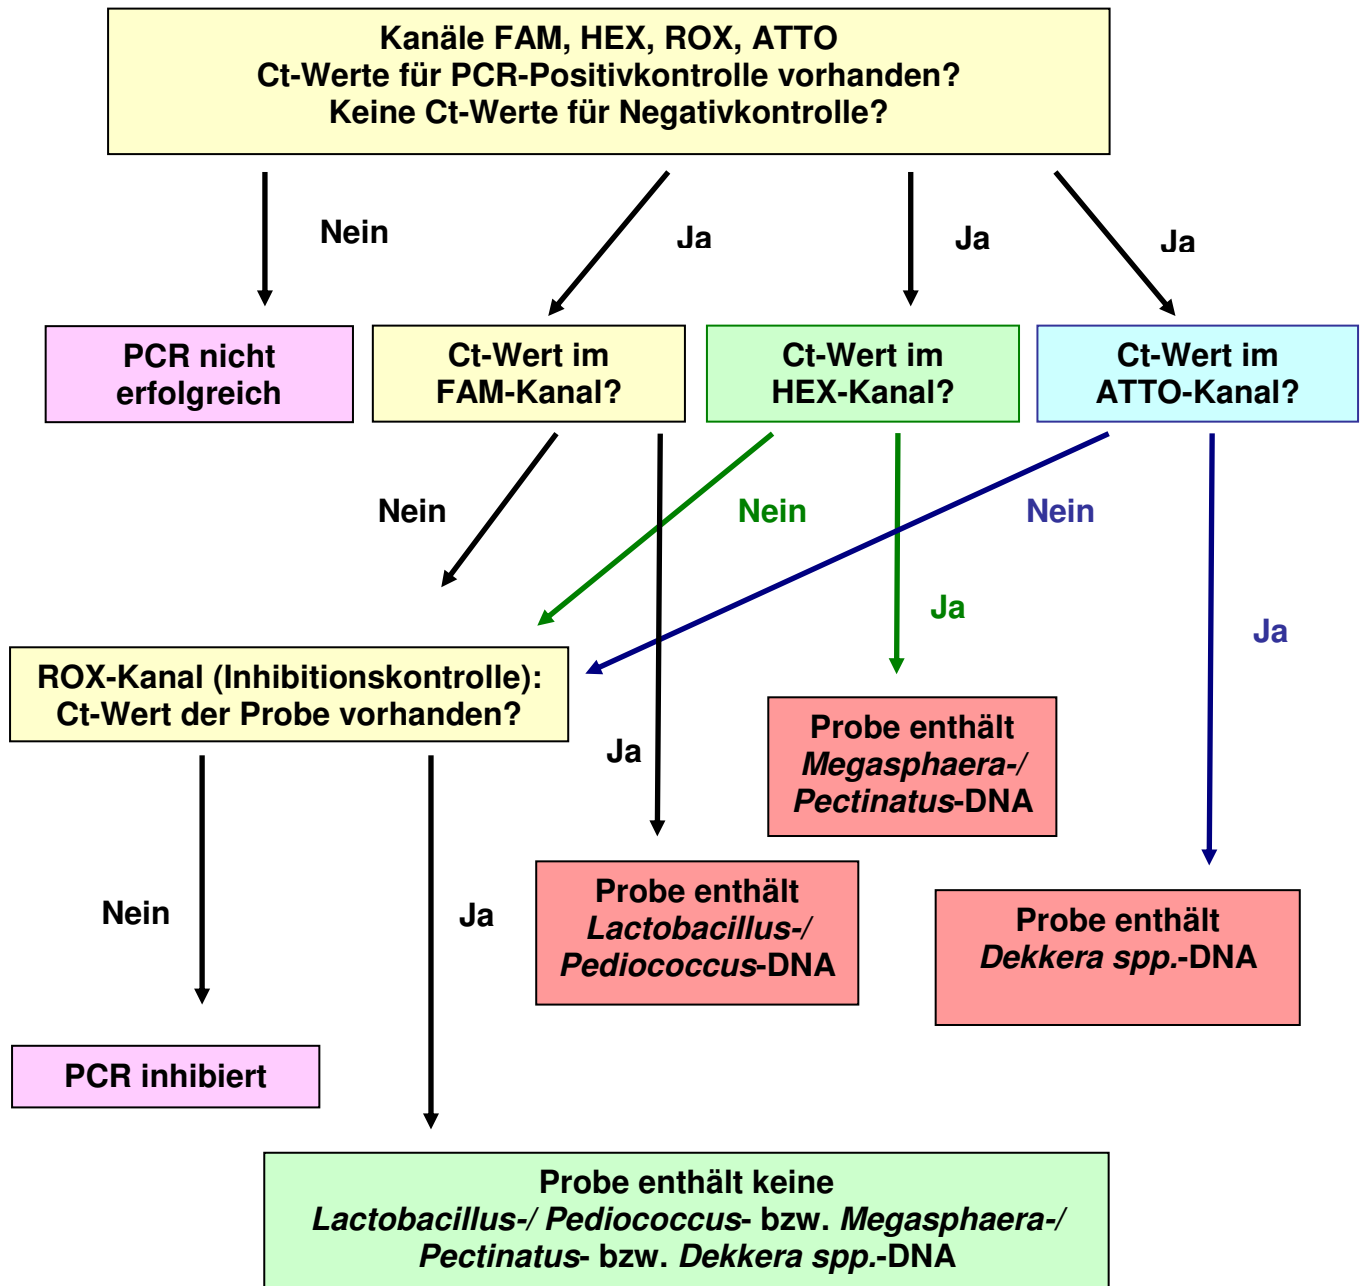 Kanäle FAM, HEX, ROX, ATTO
Ct-Werte für PCR-Positivkontrolle vorhanden?
Keine Ct-Werte für Negativkontrolle?
Nein
Ja
Ja
Ja
PCR nicht
erfolgreich
Ct-Wert im
FAM-Kanal?
Ct-Wert im
HEX-Kanal?
Ct-Wert im
ATTO-Kanal?
Nein
Nein
Nein
Ja
Ja
ROX-Kanal (Inhibitionskontrolle):
Ct-Wert der Probe vorhanden?
Ja
Probe enthält
Megasphaera-/
Pectinatus-DNA
Nein
Ja
Probe enthält
Lactobacillus-/
Pediococcus-DNA
Probe enthält
Dekkera spp.-DNA
PCR inhibiert
Probe enthält keine
Lactobacillus-/ Pediococcus- bzw. Megasphaera-/
Pectinatus- bzw. Dekkera spp.-DNA